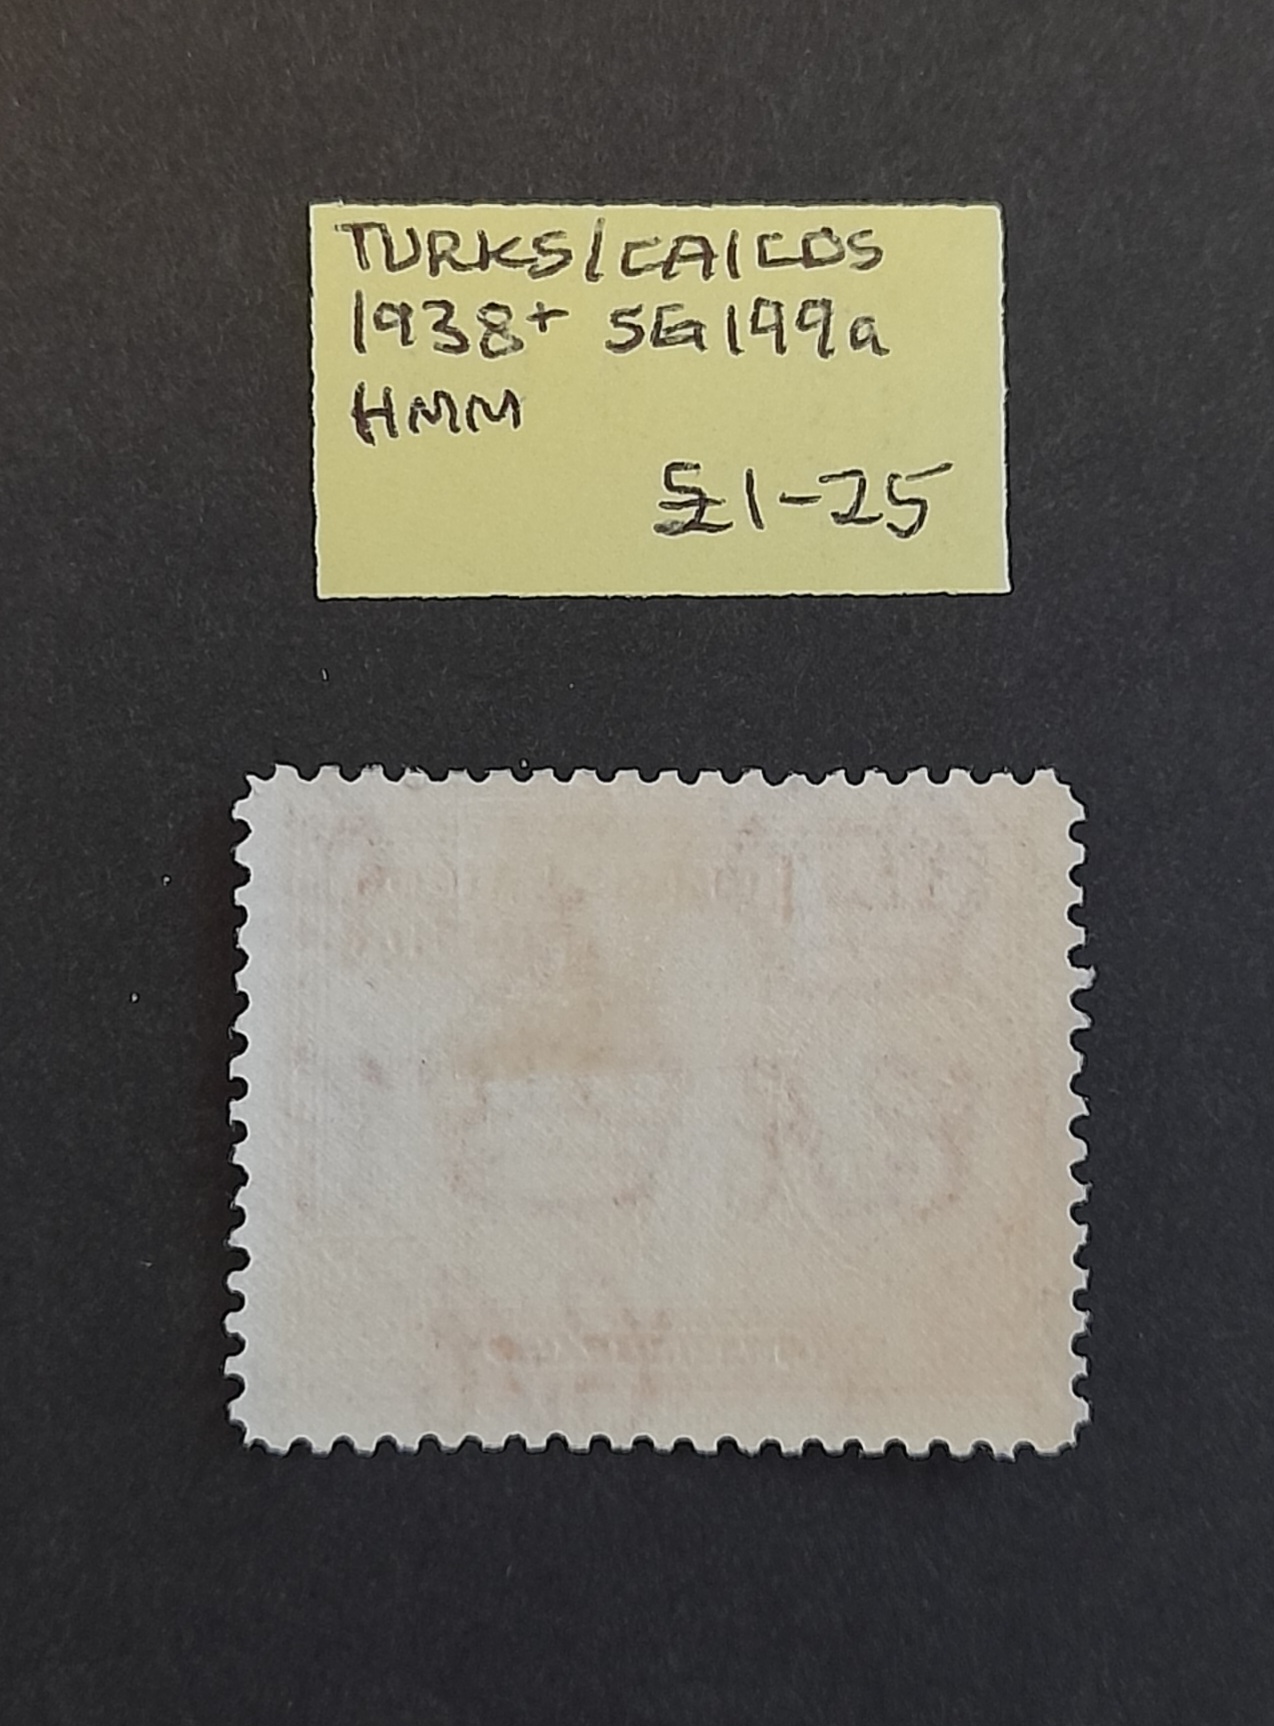 TURKS/CAICOS
1938+ SG199a
HMM
£1-25